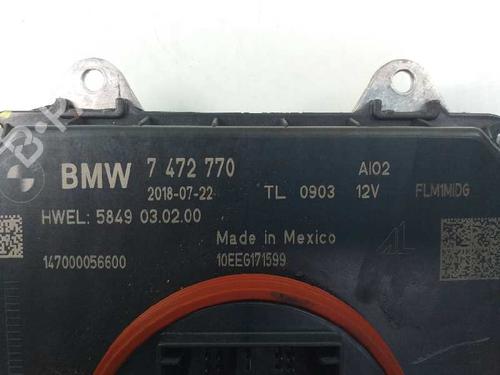 BMW 7 472 770 AI02
2018-07-22 TL 0903 12V FLM1MIDG
HWEL: 5849 03.02.00
Made in Mexico AL
147000056600 10EEG171599